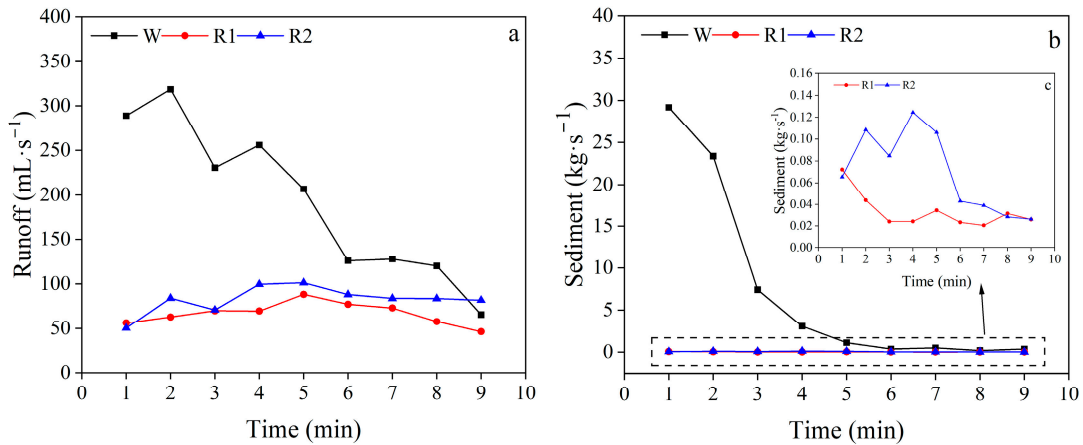 a
W R1 R2
400
350
300
250
200
150
100
50
0
Runoff (mL·s⁻¹)
0 1 2 3 4 5 6 7 8 9 10
Time (min)
b
W R1 R2
40
35
30
25
20
15
10
5
0
Sediment (kg·s⁻¹)
0 1 2 3 4 5 6 7 8 9 10
Time (min)
c
R1 R2
0.16
0.14
0.12
0.10
0.08
0.06
0.04
0.02
0.00
Sediment (kg·s⁻¹)
0 1 2 3 4 5 6 7 8 9 10
Time (min)